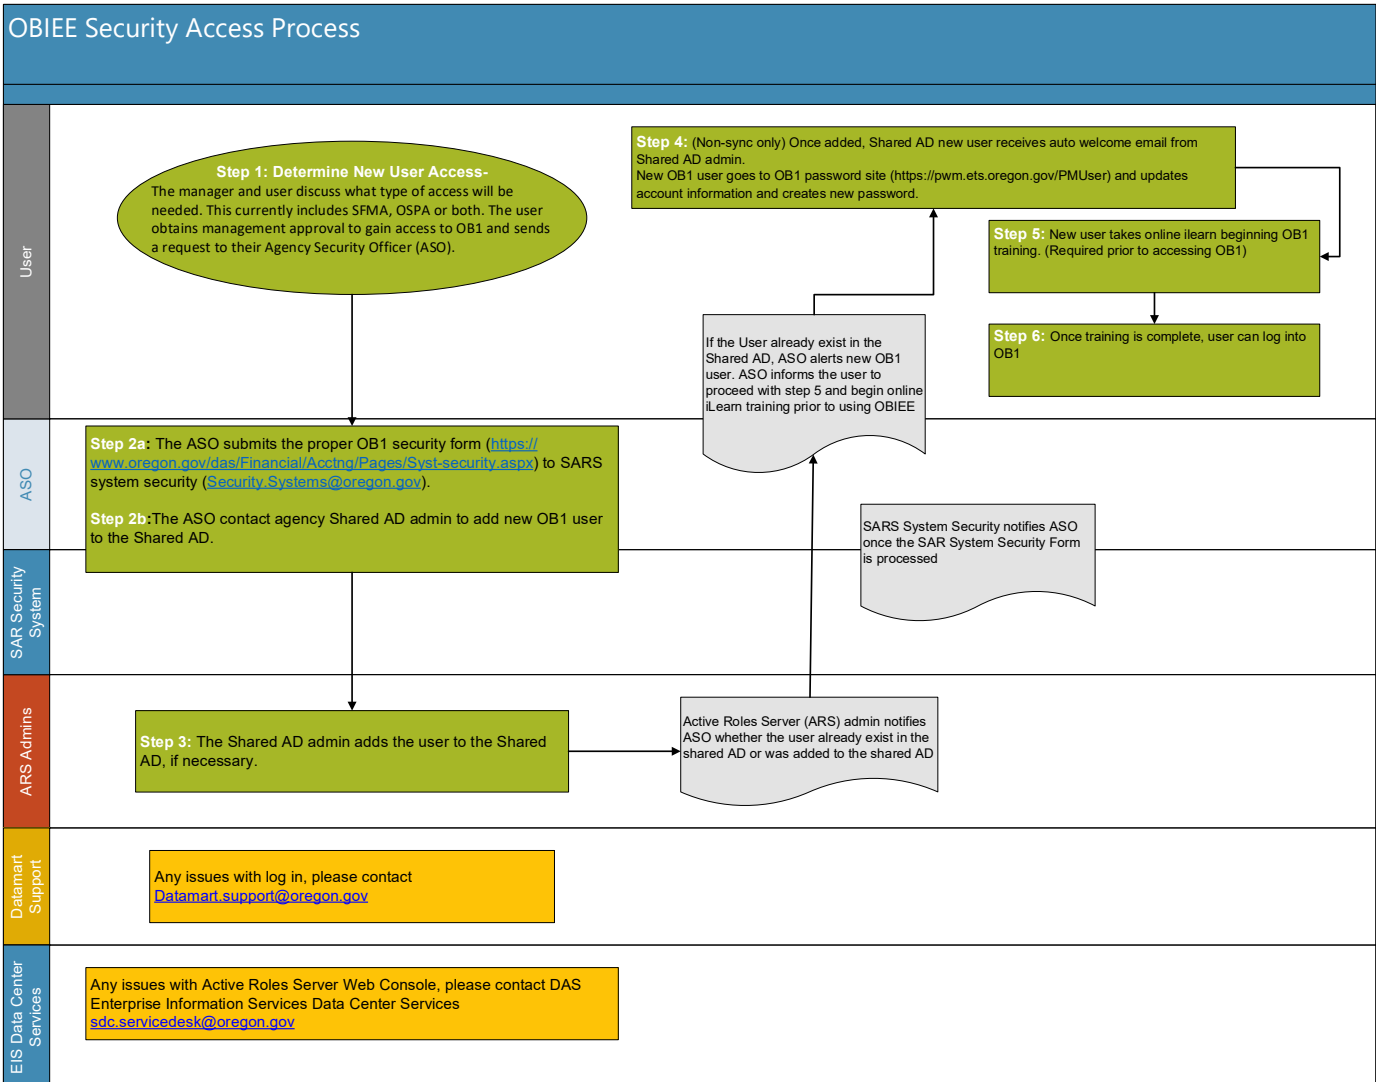 OBIEE Security Access Process
User
Step 1: Determine New User Access-
The manager and user discuss what type of access will be
needed. This currently includes SFMA, OSPA or both. The user
obtains management approval to gain access to OB1 and sends
a request to their Agency Security Officer (ASO).
Step 4: (Non-sync only) Once added, Shared AD new user receives auto welcome email from
Shared AD admin.
New OB1 user goes to OB1 password site (https://pwm.ets.oregon.gov/PMUser) and updates
account information and creates new password.
Step 5: New user takes online ilearn beginning OB1
training. (Required prior to accessing OB1)
Step 6: Once training is complete, user can log into
OB1
If the User already exist in the
Shared AD, ASO alerts new OB1
user. ASO informs the user to
proceed with step 5 and begin online
iLearn training prior to using OBIEE
ASO
Step 2a: The ASO submits the proper OB1 security form (https://
www.oregon.gov/das/Financial/Acctng/Pages/Syst-security.aspx) to SARS
system security (Security.Systems@oregon.gov).
Step 2b:The ASO contact agency Shared AD admin to add new OB1 user
to the Shared AD.
SARS System Security notifies ASO
once the SAR System Security Form
is processed
SAR Security
System
ARS Admins
Step 3: The Shared AD admin adds the user to the Shared
AD, if necessary.
Active Roles Server (ARS) admin notifies
ASO whether the user already exist in the
shared AD or was added to the shared AD
Datamart
Support
Any issues with log in, please contact
Datamart.support@oregon.gov
EIS Data Center
Services
Any issues with Active Roles Server Web Console, please contact DAS
Enterprise Information Services Data Center Services
sdc.servicedesk@oregon.gov